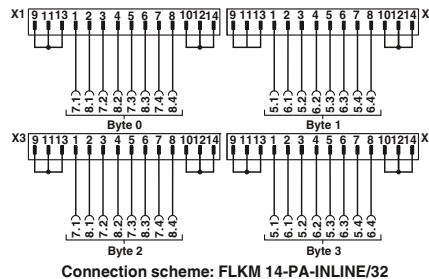 X1 9 11 13 1 2 3 4 5 6 7 8 10 12 14
9 11 13 1 2 3 4 5 6 7 8 10 12 14 X
7.1 8.1 7.2 8.2 7.3 8.3 7.4 8.4
5.1 6.1 5.2 6.2 5.3 6.3 5.4 6.4
Byte 0
Byte 1
X3 9 11 13 1 2 3 4 5 6 7 8 10 12 14
9 11 13 1 2 3 4 5 6 7 8 10 12 14 X
7.1 8.1 7.2 8.2 7.3 8.3 7.4 8.4
5.1 6.1 5.2 6.2 5.3 6.3 5.4 6.4
Byte 2
Byte 3
Connection scheme: FLKM 14-PA-INLINE/32